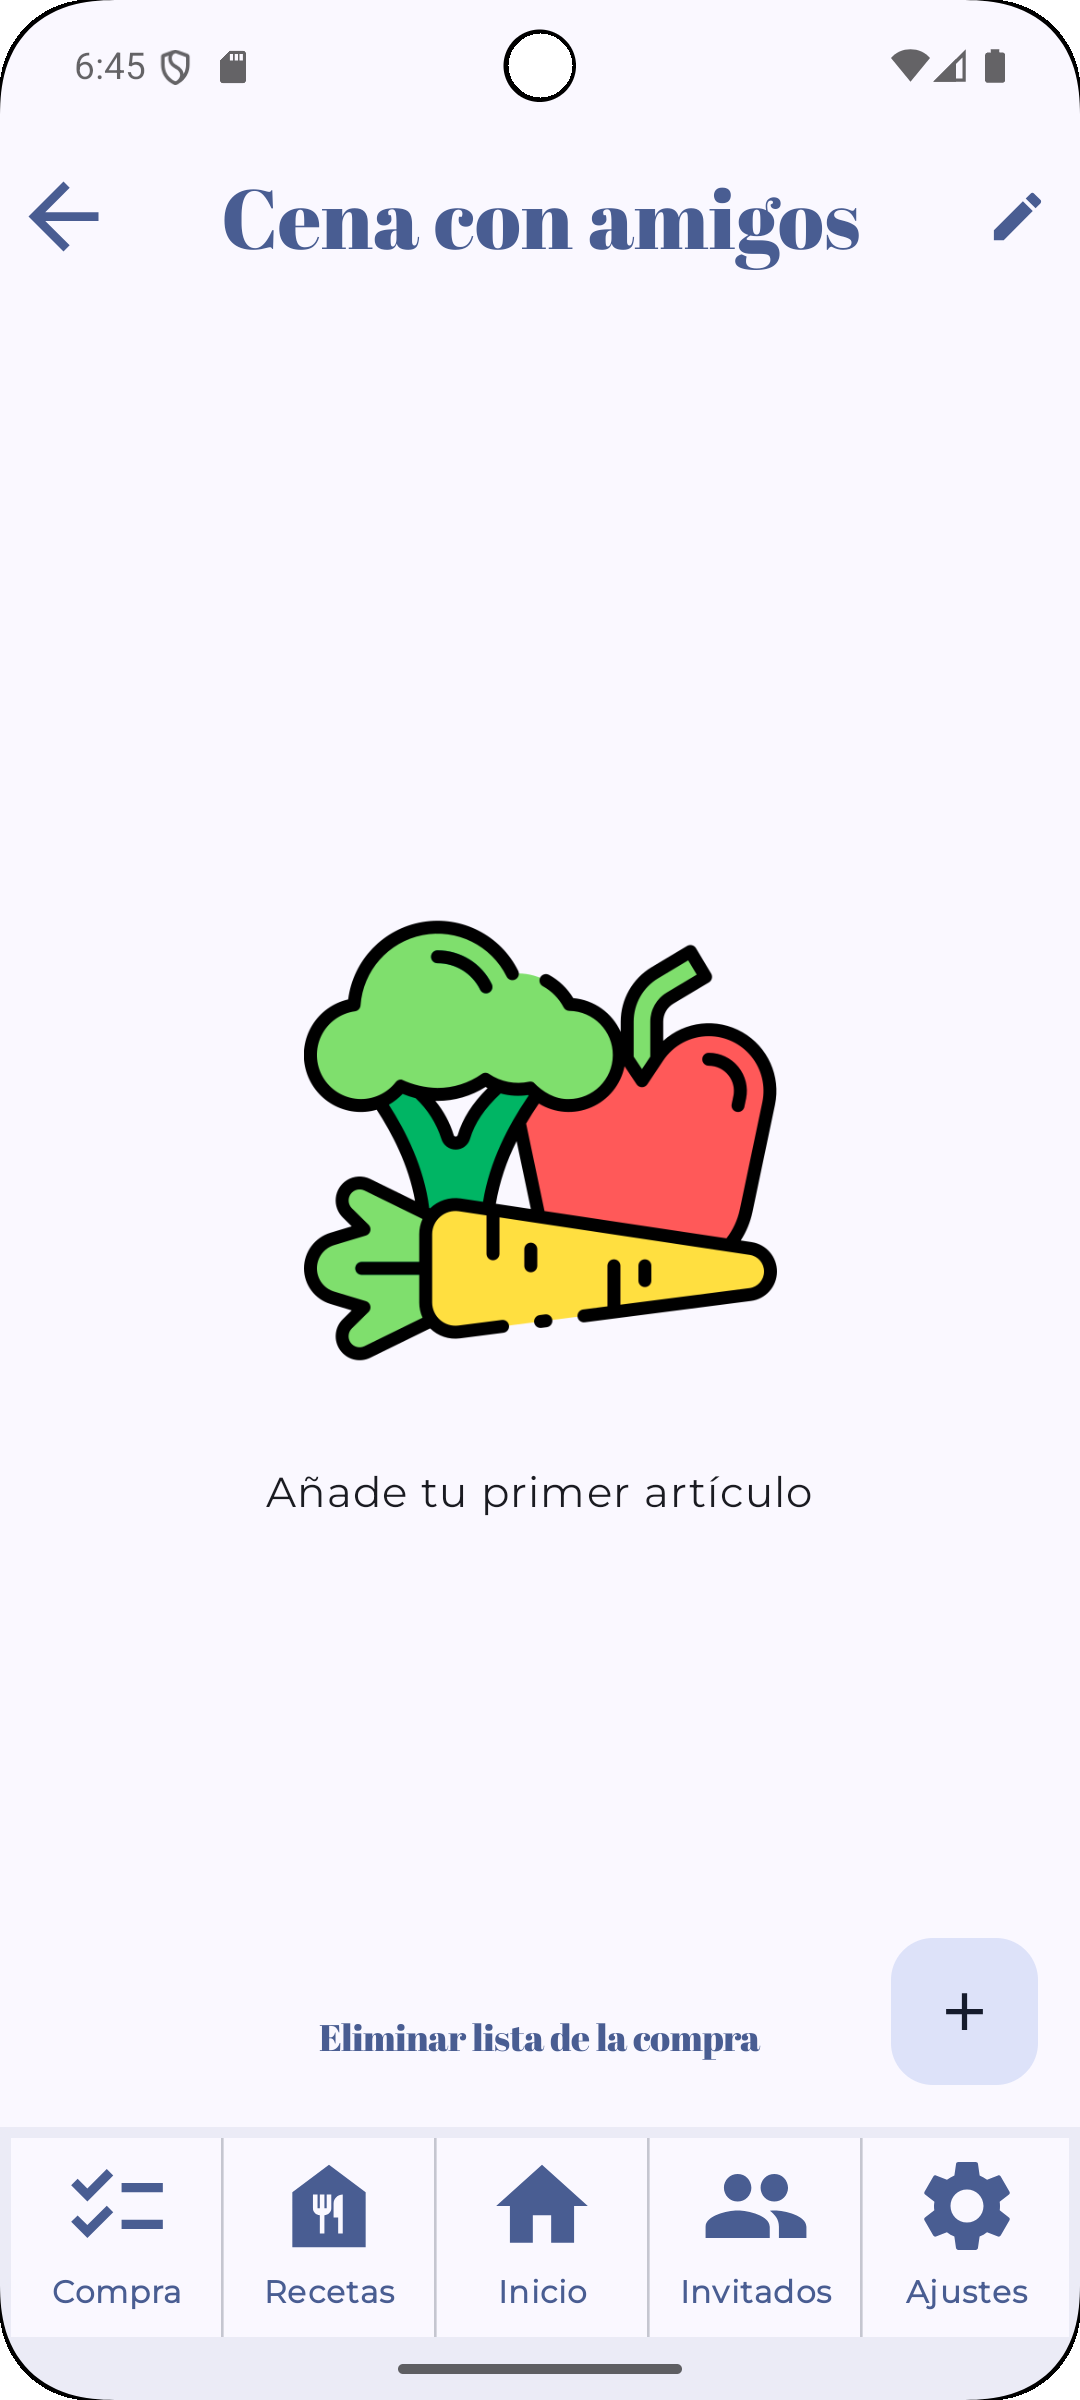 6:45
Cena con amigos
Añade tu primer artículo
Eliminar lista de la compra
Compra
Recetas
Inicio
Invitados
Ajustes